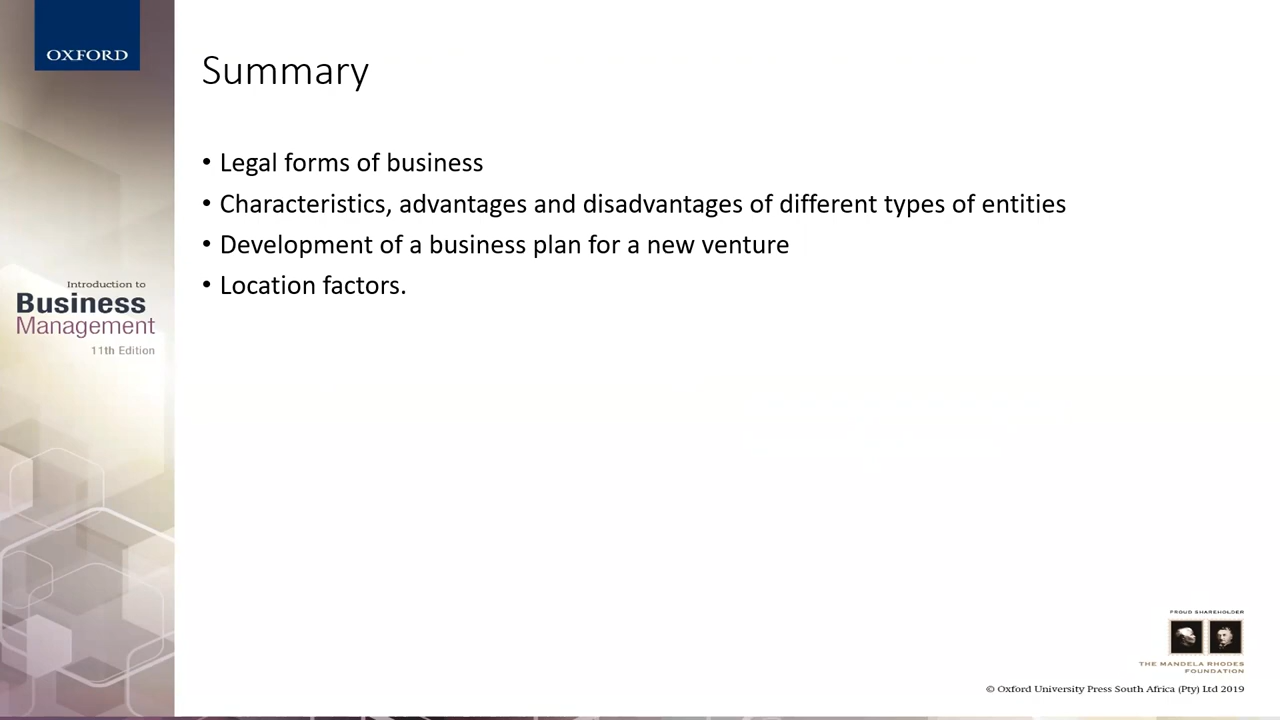 OXFORD
Summary
• Legal forms of business
• Characteristics, advantages and disadvantages of different types of entities
• Development of a business plan for a new venture
• Location factors.
Introduction to
Business
Management
11th Edition
PROUD SHAREHOLDER
THE MANDELA RHODES
FOUNDATION
© Oxford University Press South Africa (Pty) Ltd 2019